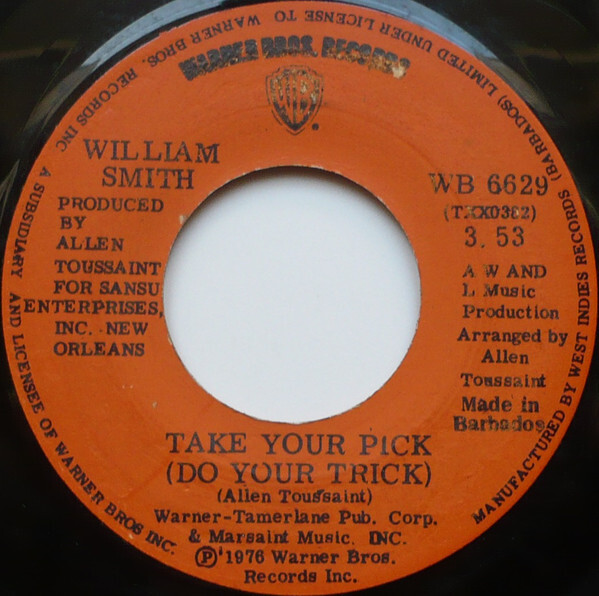 WARNER BROS. RECORDS
WB
WILLIAM
SMITH
PRODUCED
BY
ALLEN
TOUSSAINT
FOR SANSU
ENTERPRISES,
INC. NEW
ORLEANS
WB 6629
3.53
A W AND
L Music
Production
Arranged by
Allen
Toussaint
Made in
Barbados
TAKE YOUR PICK
(DO YOUR TRICK)
(Allen Toussaint)
Warner-Tamerlane Pub. Corp.
& Marsaint Music. INC.
℗ 1976 Warner Bros.
Records Inc.
MANUFACTURED BY WEST INDIES RECORDS (BARBADOS) LIMITED UNDER LICENSE TO WARNER BROS. RECORDS INC A SUBSIDIARY AND LICENSEE OF WARNER BROS INC.